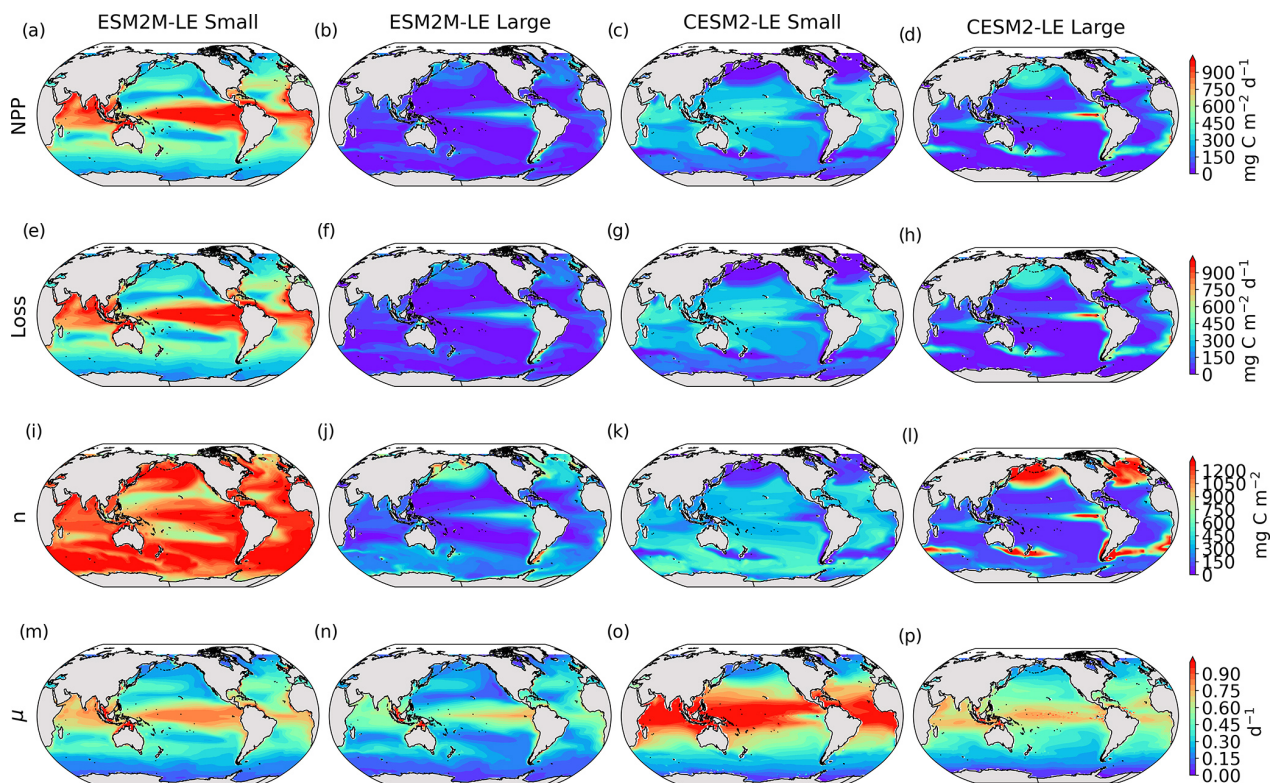 ESM2M-LE Small
ESM2M-LE Large
CESM2-LE Small
CESM2-LE Large
(a)
(b)
(c)
(d)
NPP
900
750
600
450
300
150
0
mg C m⁻² d⁻¹
(e)
(f)
(g)
(h)
Loss
900
750
600
450
300
150
0
mg C m⁻² d⁻¹
(i)
(j)
(k)
(l)
n
1200
1050
900
750
600
450
300
150
0
mg C m⁻²
(m)
(n)
(o)
(p)
μ
0.90
0.75
0.60
0.45
0.30
0.15
0.00
d⁻¹